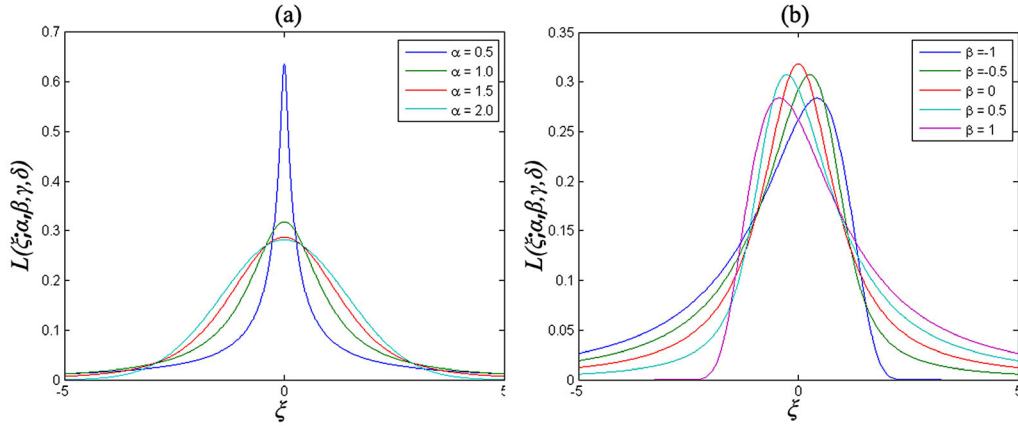 (a)
0.7
0.6
0.5
0.4
0.3
0.2
0.1
0
-5
0
5
L(ξ;α,β,γ,δ)
ξ
α = 0.5
α = 1.0
α = 1.5
α = 2.0
(b)
0.35
0.3
0.25
0.2
0.15
0.1
0.05
0
-5
0
5
L(ξ;α,β,γ,δ)
ξ
β =-1
β =-0.5
β = 0
β = 0.5
β = 1